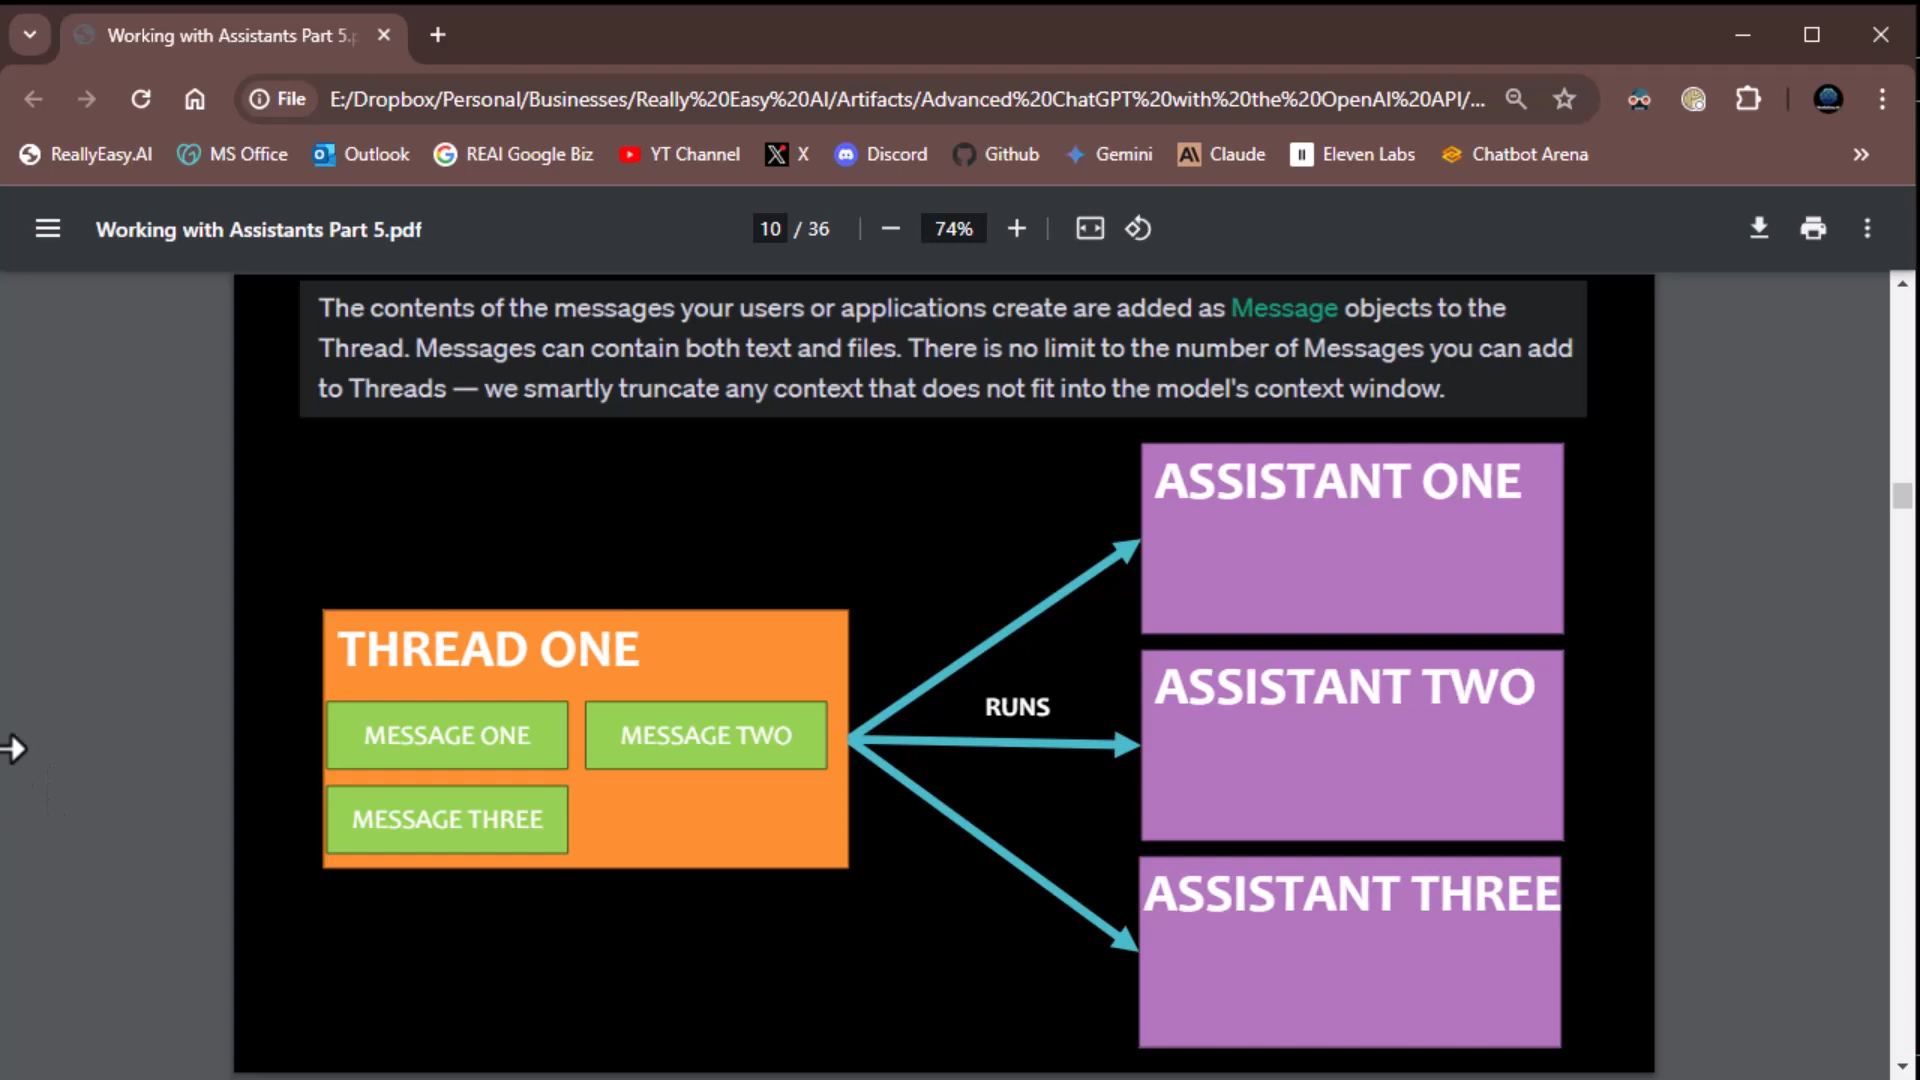 Working with Assistants Part 5.p
File
E:/Dropbox/Personal/Businesses/Really%20Easy%20AI/Artifacts/Advanced%20ChatGPT%20with%20the%20OpenAI%20API/...
ReallyEasy.AI MS Office Outlook REAI Google Biz YT Channel X Discord Github Gemini Claude Eleven Labs Chatbot Arena
Working with Assistants Part 5.pdf
10 / 36
74%
The contents of the messages your users or applications create are added as Message objects to the
Thread. Messages can contain both text and files. There is no limit to the number of Messages you can add
to Threads — we smartly truncate any context that does not fit into the model's context window.
ASSISTANT ONE
THREAD ONE
MESSAGE ONE
MESSAGE TWO
MESSAGE THREE
RUNS
ASSISTANT TWO
ASSISTANT THREE